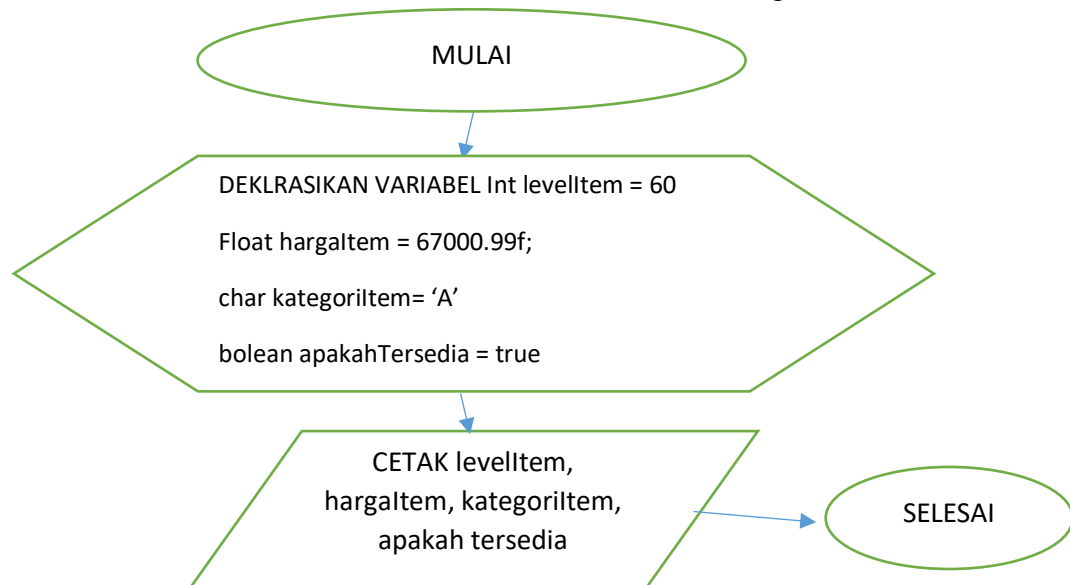 MULAI
DEKLRASIKAN VARIABEL Int levelItem = 60
Float hargaItem = 67000.99f;
char kategoriItem= ‘A’
bolean apakahTersedia = true
CETAK levelItem,
hargaItem, kategoriItem,
apakah tersedia
SELESAI